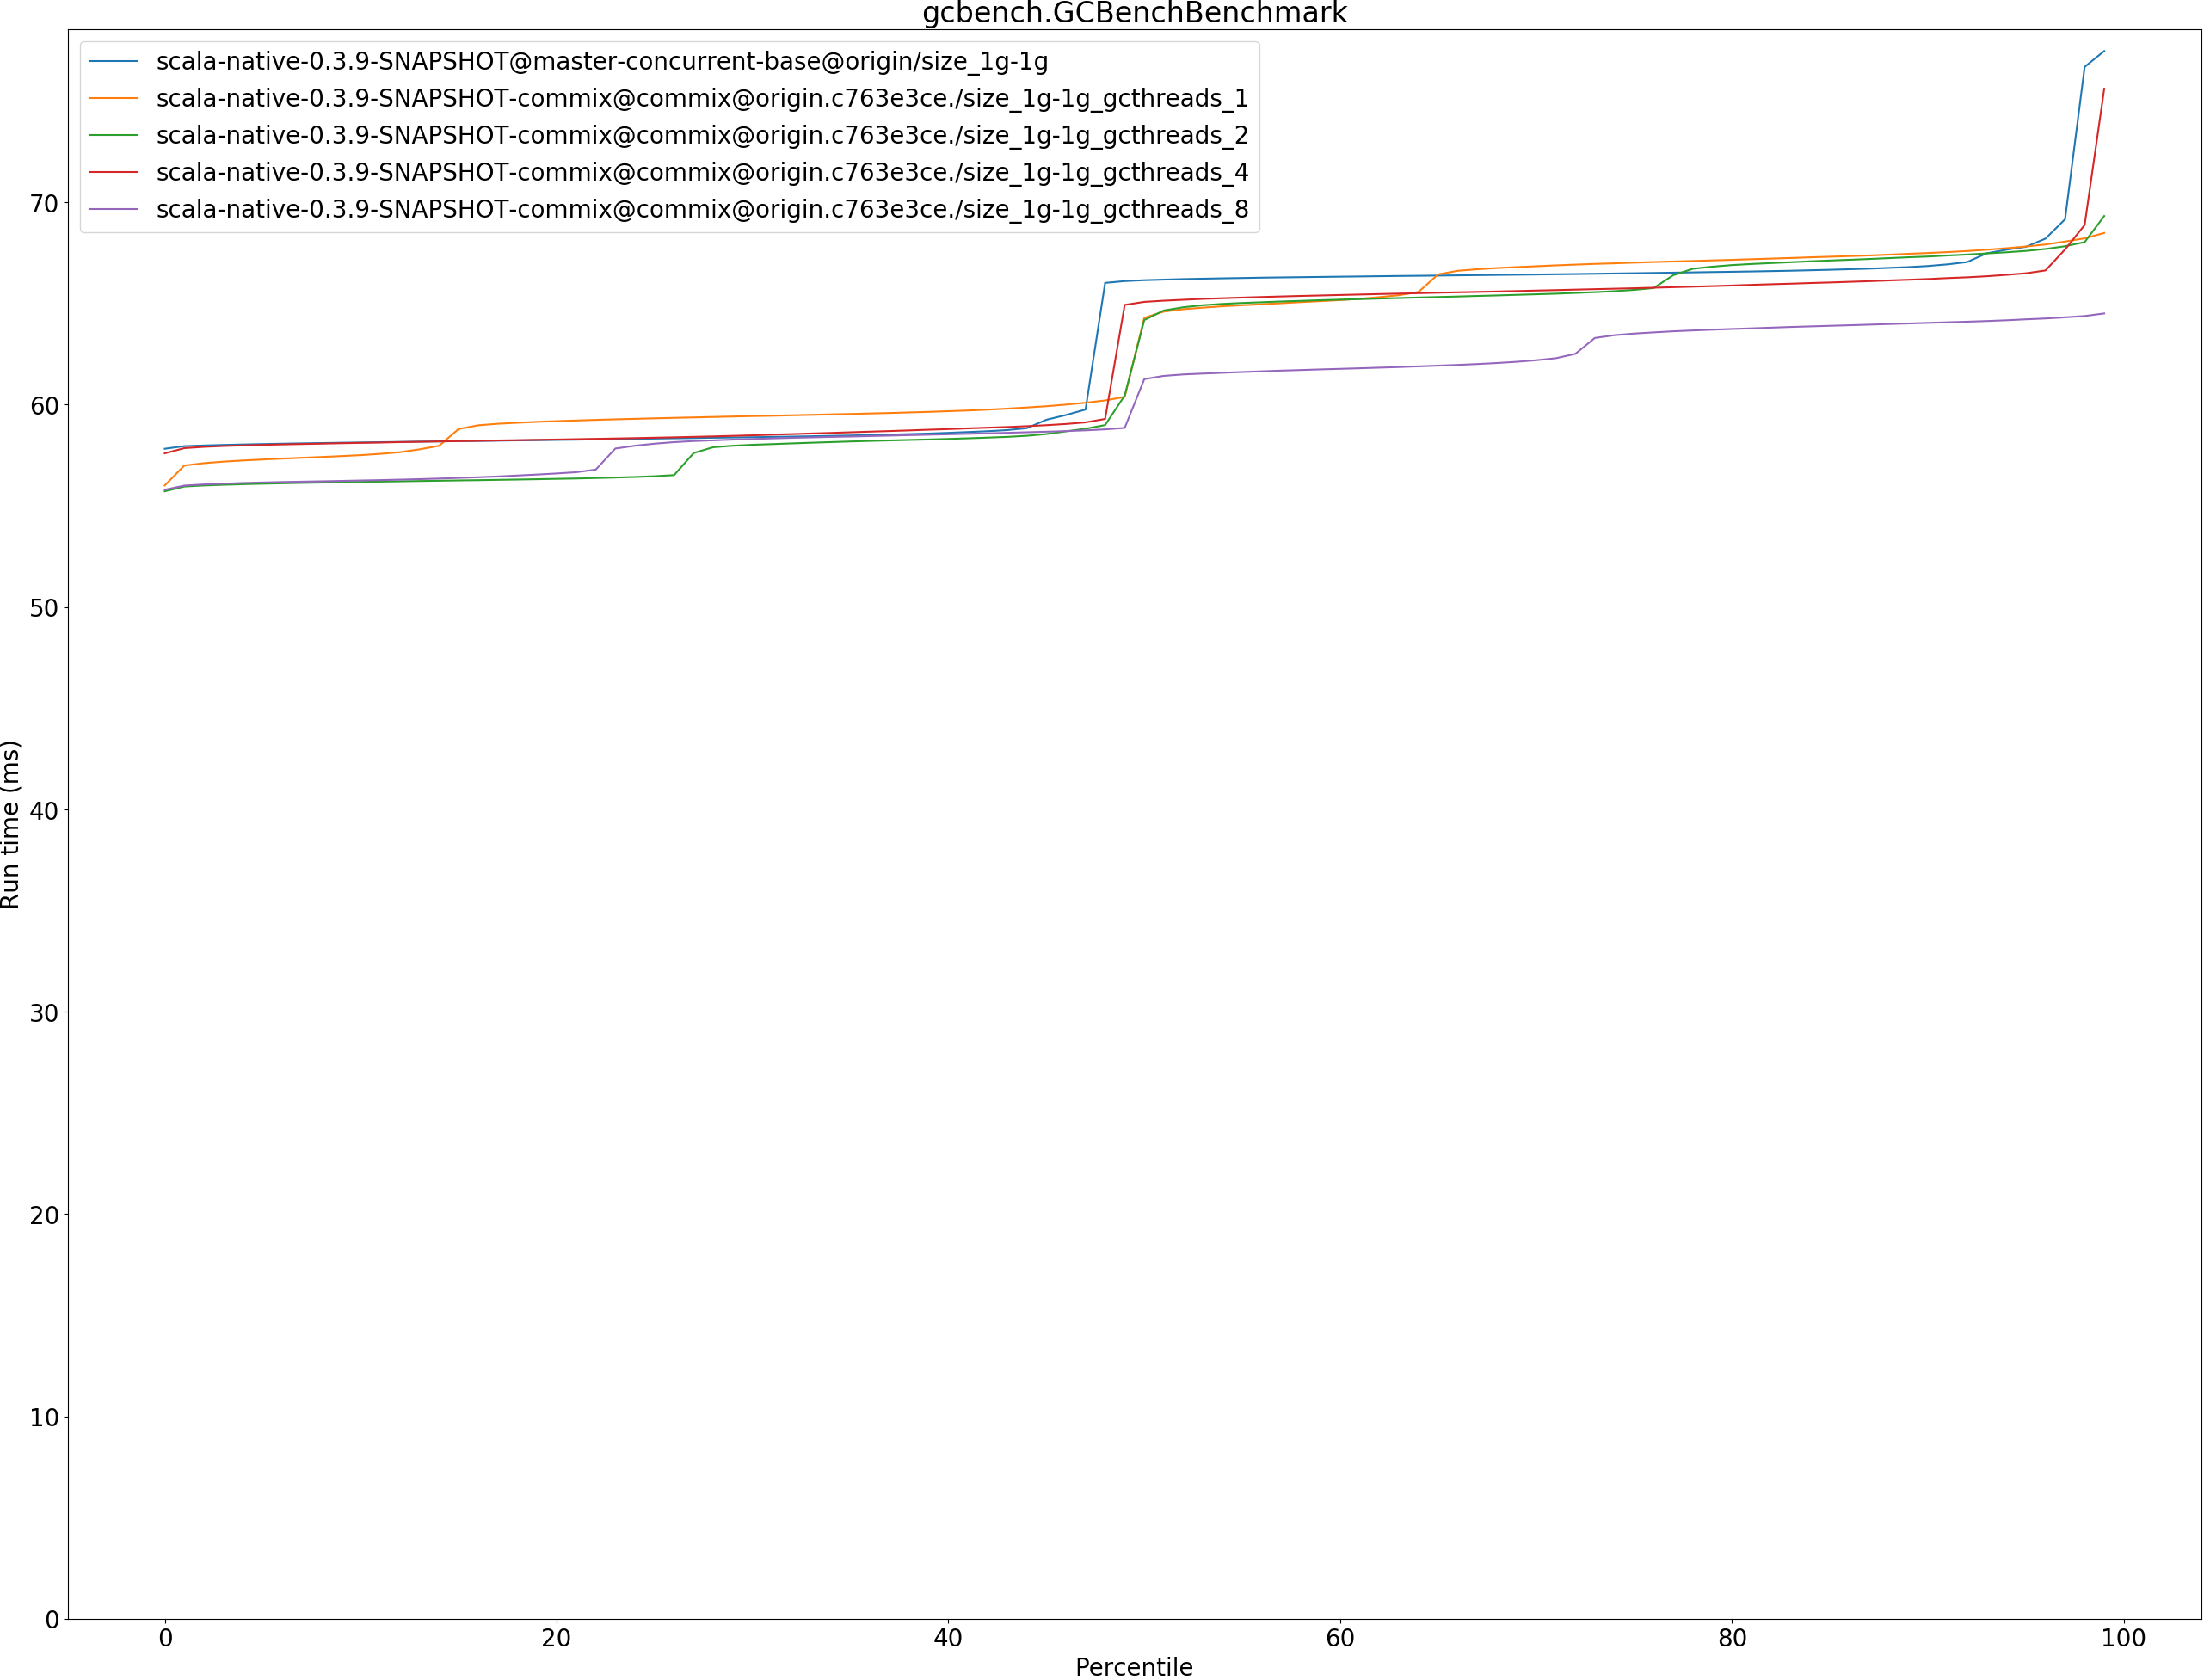 gcbench.GCBenchBenchmark
scala-native-0.3.9-SNAPSHOT@master-concurrent-base@origin/size_1g-1g
scala-native-0.3.9-SNAPSHOT-commix@commix@origin.c763e3ce./size_1g-1g_gcthreads_1
scala-native-0.3.9-SNAPSHOT-commix@commix@origin.c763e3ce./size_1g-1g_gcthreads_2
scala-native-0.3.9-SNAPSHOT-commix@commix@origin.c763e3ce./size_1g-1g_gcthreads_4
scala-native-0.3.9-SNAPSHOT-commix@commix@origin.c763e3ce./size_1g-1g_gcthreads_8
70
60
50
40
30
20
10
0
Run time (ms)
0 20 40 60 80 100
Percentile